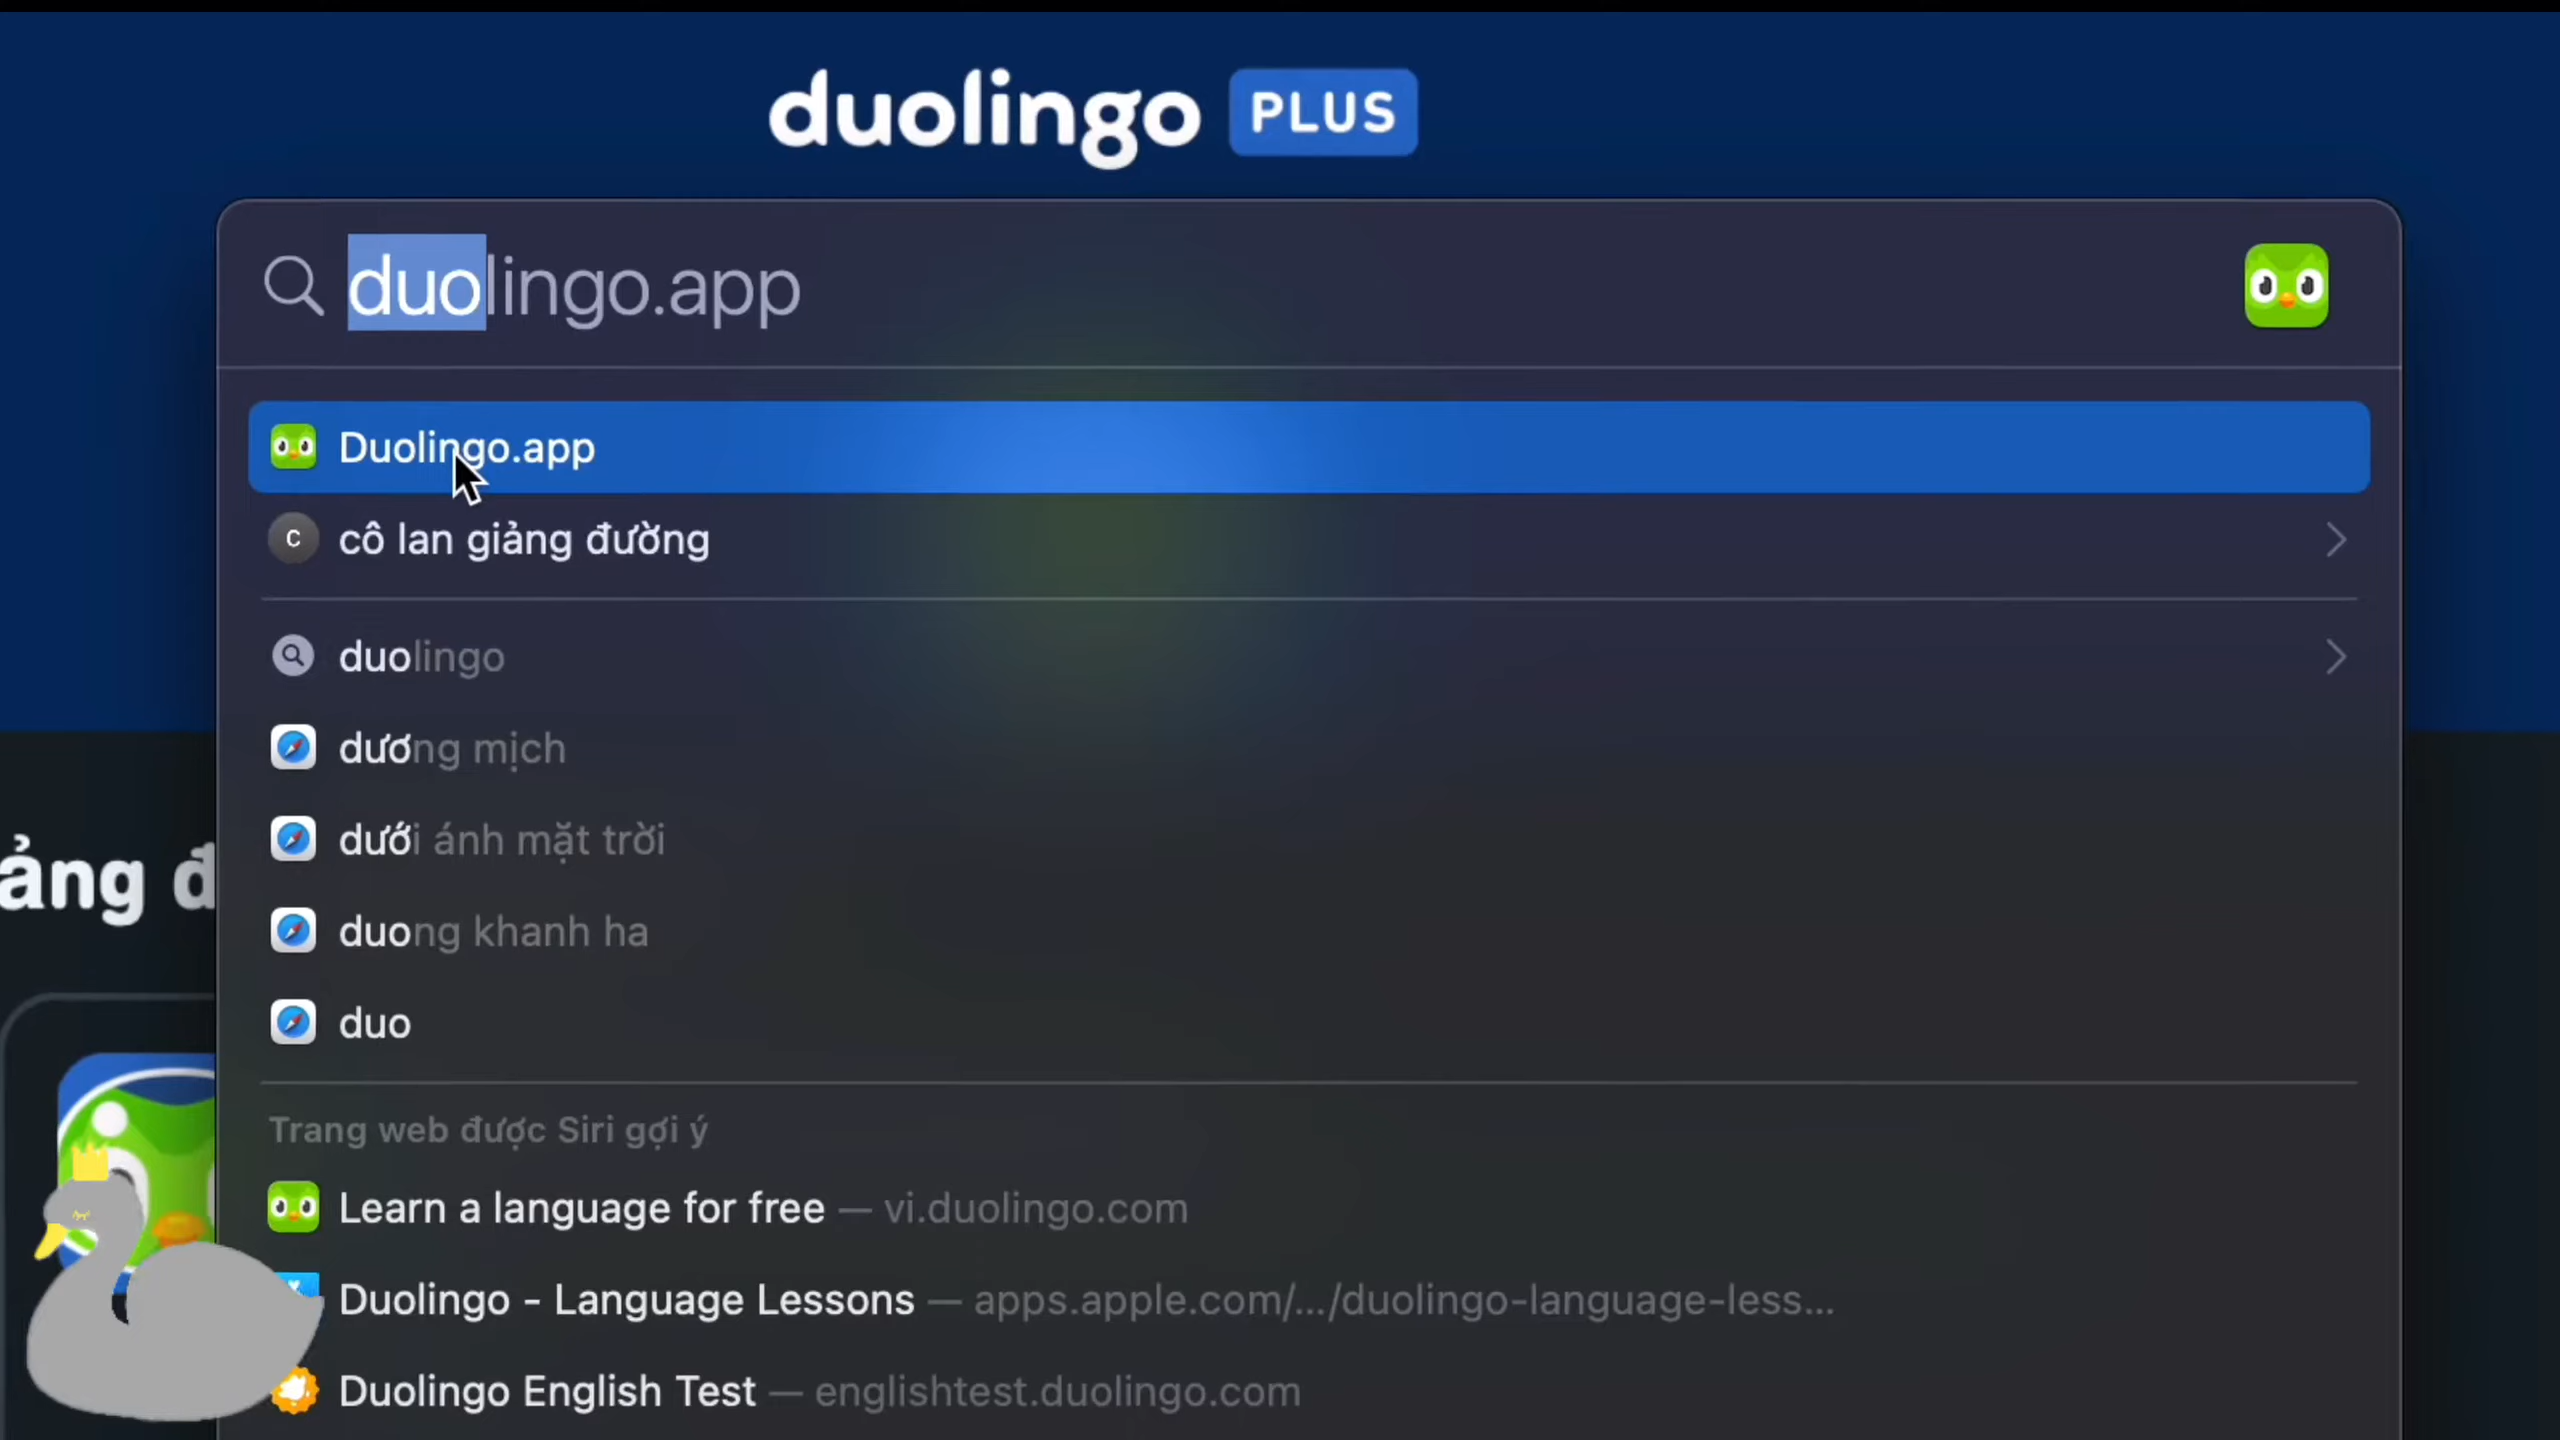 duolingo PLUS
duolingo.app
Duolingo.app
C cô lan giảng đường
duolingo
dương mịch
dưới ánh mặt trời
duong khanh ha
duo
ảng đ
Trang web được Siri gợi ý
Learn a language for free — vi.duolingo.com
Duolingo - Language Lessons — apps.apple.com/.../duolingo-language-less...
Duolingo English Test — englishtest.duolingo.com